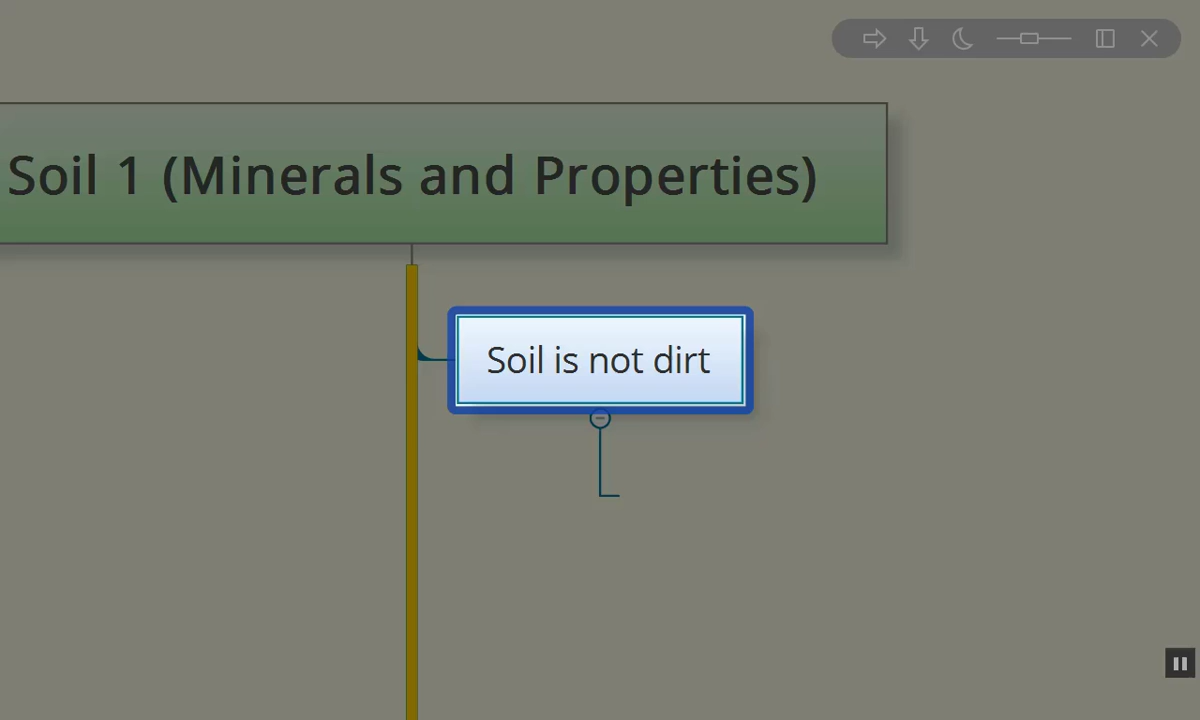 Soil 1 (Minerals and Properties)
Soil is not dirt